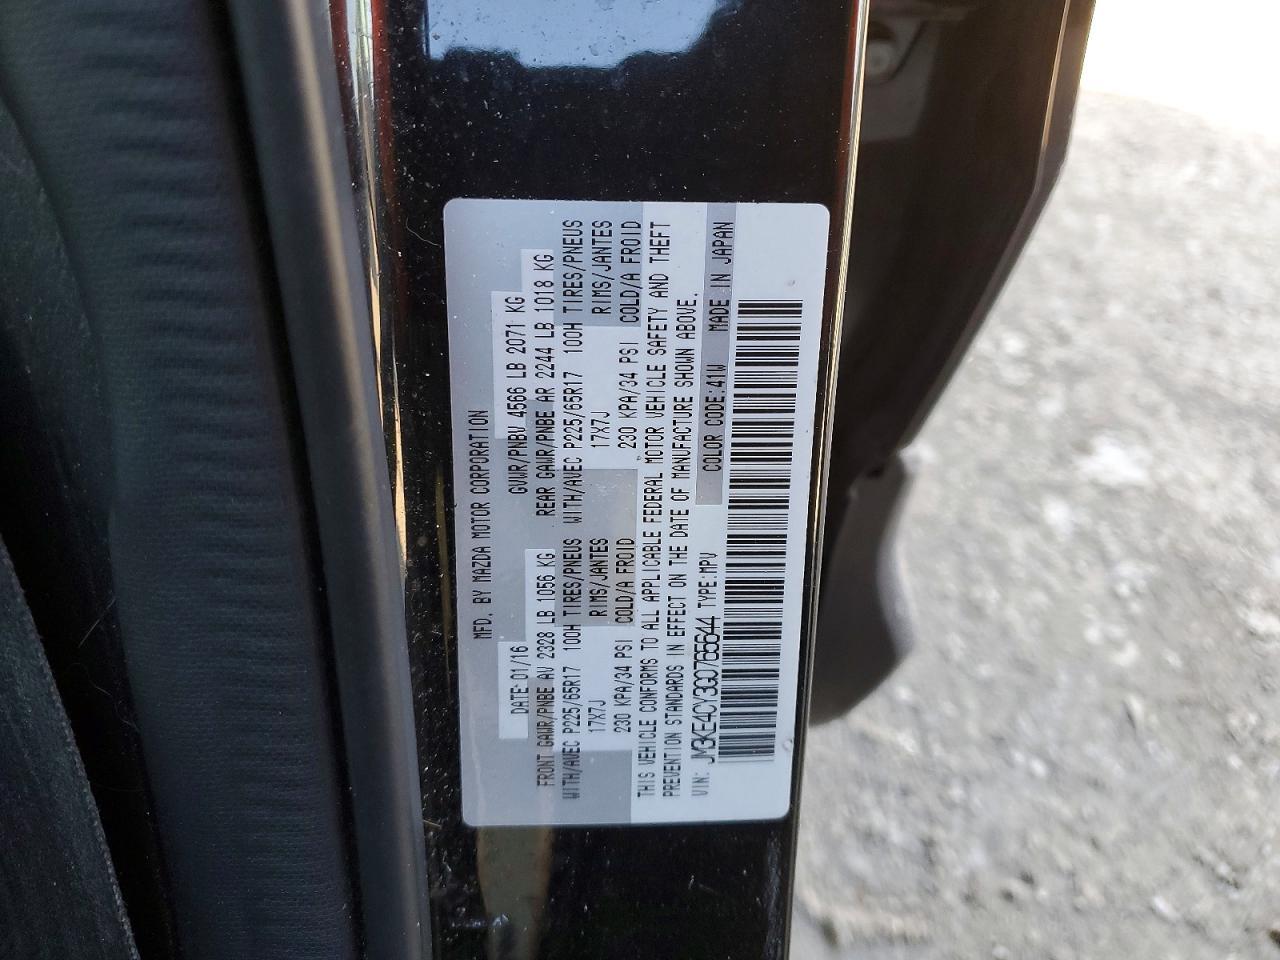 MFD. BY MAZDA MOTOR CORPORATION
DATE:01/16 GVWR/PNBV 4566 LB 2071 KG
FRONT GAWR/PNBE AV 2328 LB 1056 KG REAR GAWR/PNBE AR 2244 LB 1018 KG
WITH/AVEC P225/65R17 100H TIRES/PNEUS WITH/AVEC P225/65R17 100H TIRES/PNEUS
17X7J RIMS/JANTES 17X7J RIMS/JANTES
230 KPA/34 PSI COLD/A FROID 230 KPA/34 PSI COLD/A FROID
THIS VEHICLE CONFORMS TO ALL APPLICABLE FEDERAL MOTOR VEHICLE SAFETY AND THEFT
PREVENTION STANDARDS IN EFFECT ON THE DATE OF MANUFACTURE SHOWN ABOVE.
VIN: JM3KE4CY3G0765644 TYPE:MPV COLOR CODE:41W MADE IN JAPAN